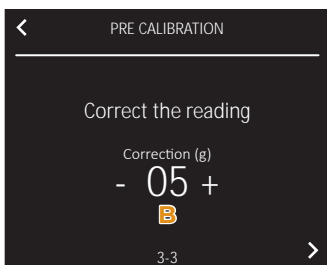 < PRE CALIBRATION
Correct the reading
Correction (g)
- 05 +
B
3-3 >